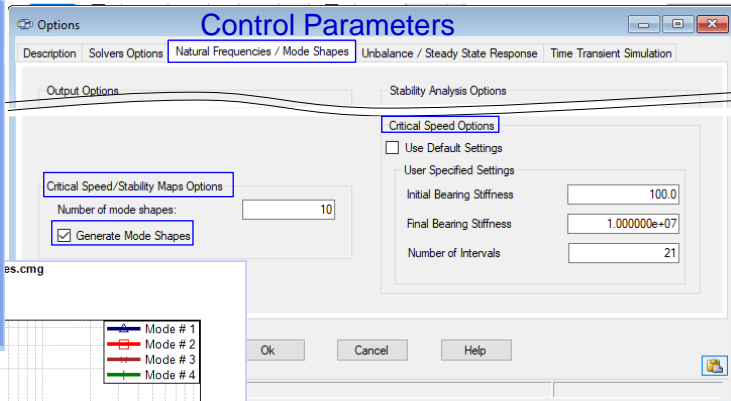 Options
Control Parameters
Description
Solvers Options
Natural Frequencies / Mode Shapes
Unbalance / Steady State Response
Time Transient Simulation
Output Options
Stability Analysis Options
Critical Speed Options
Use Default Settings
User Specified Settings
Initial Bearing Stiffness
100.0
Final Bearing Stiffness
1.000000e+07
Number of Intervals
21
Critical Speed/Stability Maps Options
Number of mode shapes:
10
Generate Mode Shapes
es.cmg
Mode # 1
Mode # 2
Mode # 3
Mode # 4
Ok
Cancel
Help